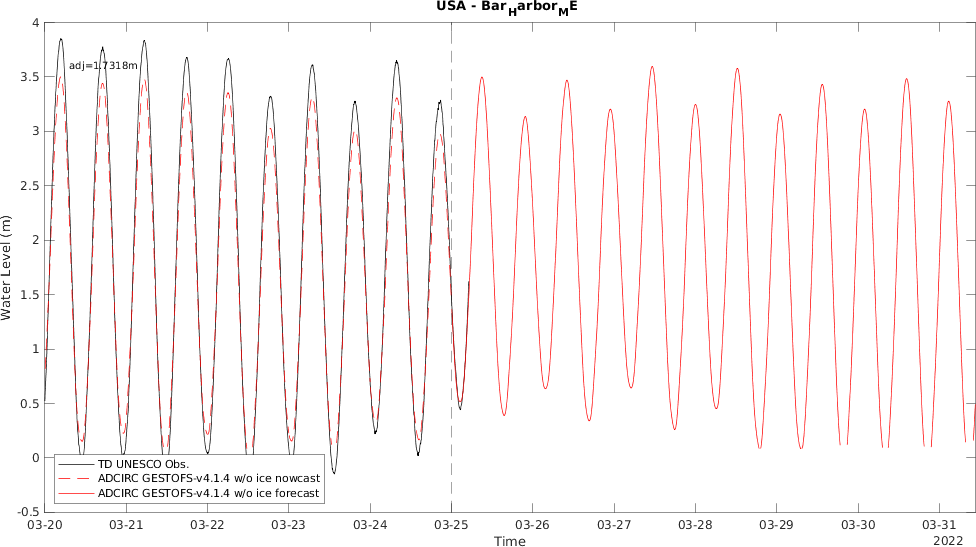 USA - Bar_Harbor_ME
4
adj=1.7318m
3.5
3
2.5
2
1.5
1
0.5
0
-0.5
Water Level (m)
TD UNESCO Obs.
ADCIRC GESTOFS-v4.1.4 w/o ice nowcast
ADCIRC GESTOFS-v4.1.4 w/o ice forecast
03-20 03-21 03-22 03-23 03-24 03-25 03-26 03-27 03-28 03-29 03-30 03-31
Time
2022